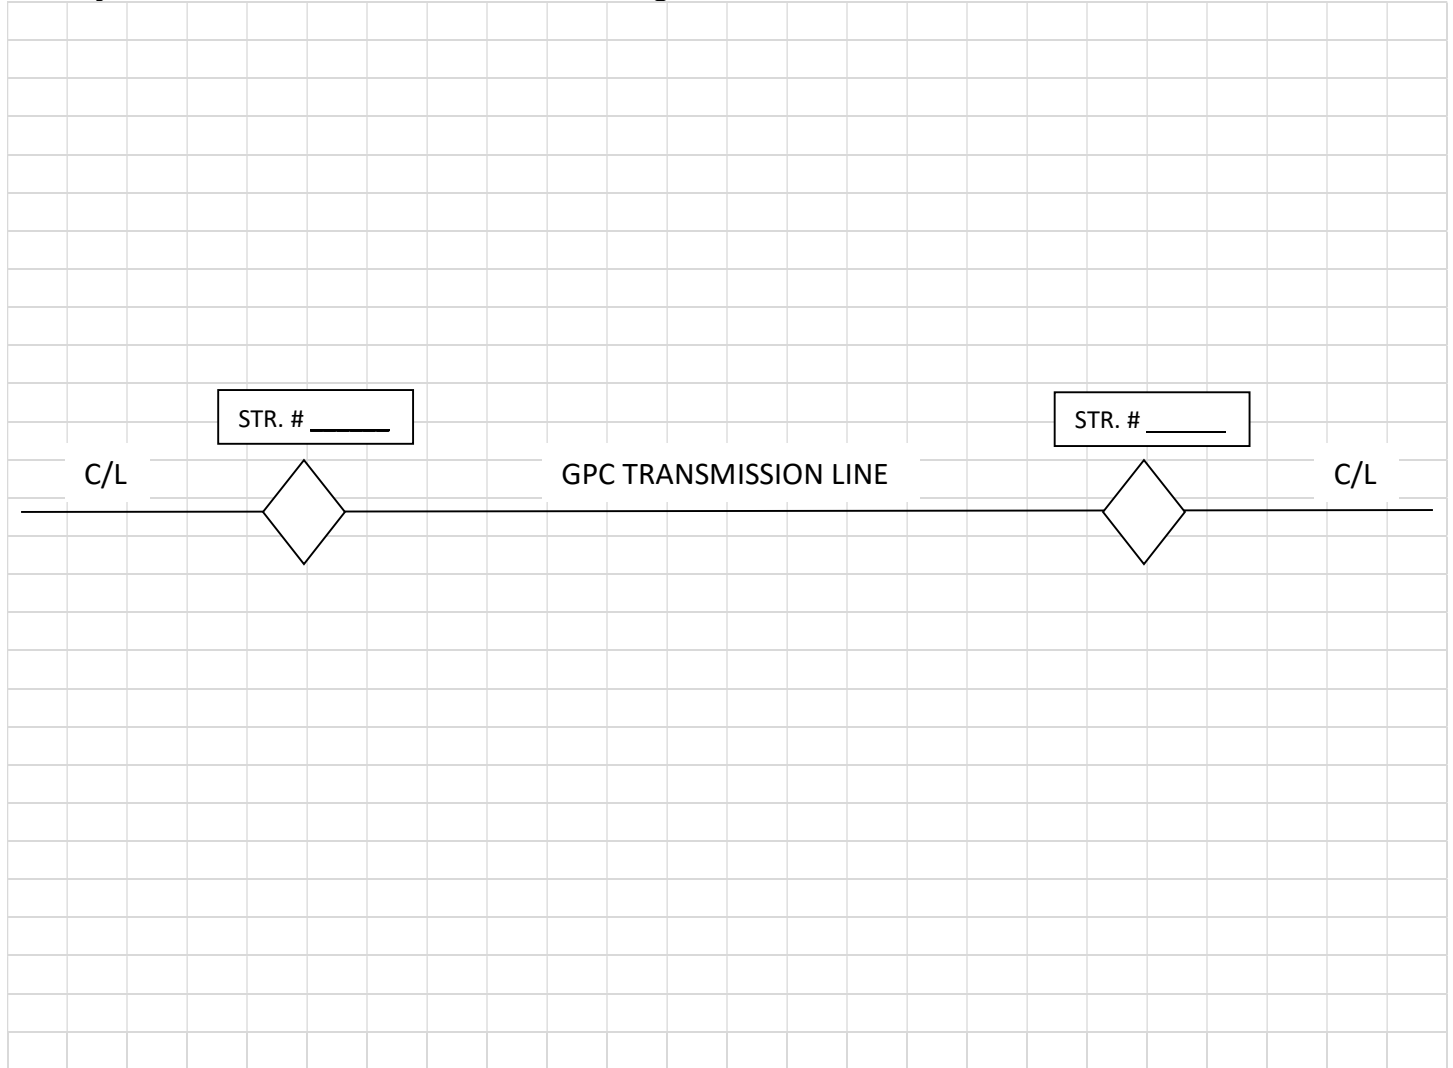 STR. # ______
STR. # ______
C/L
GPC TRANSMISSION LINE
C/L